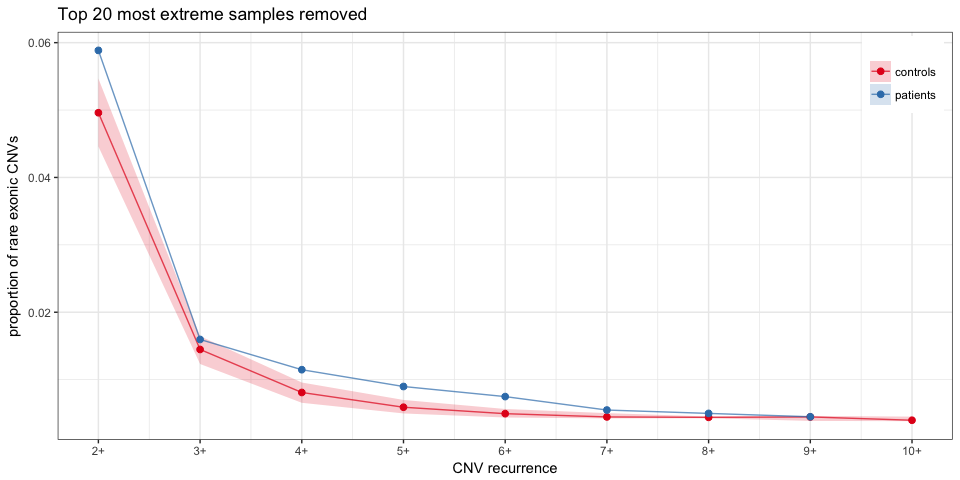 Top 20 most extreme samples removed
proportion of rare exonic CNVs
0.06
0.04
0.02
controls
patients
2+ 3+ 4+ 5+ 6+ 7+ 8+ 9+ 10+
CNV recurrence